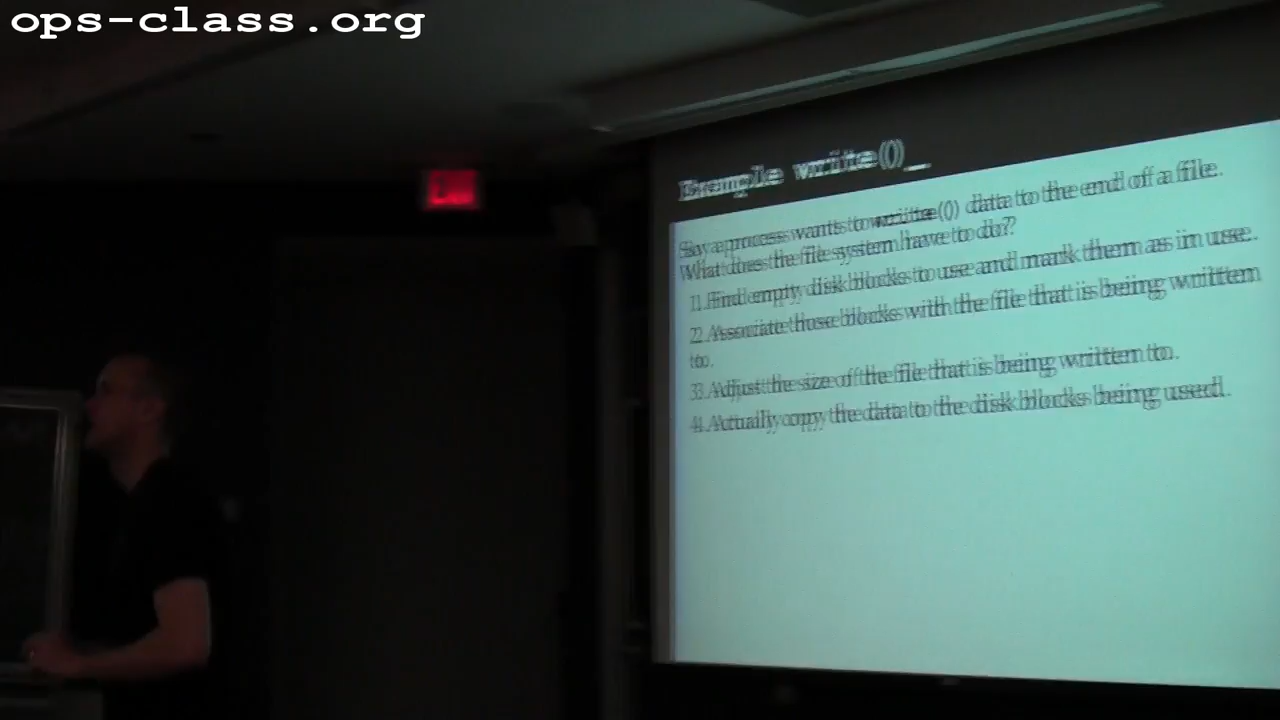 ops-class.org
Example write()_
Say a process wants to write() data to the end of a file.
What does the file system have to do?
1. Find empty disk blocks to use and mark them as in use.
2. Associate those blocks with the file that is being written
to.
3. Adjust the size of the file that is being written to.
4. Actually copy the data to the disk blocks being used.